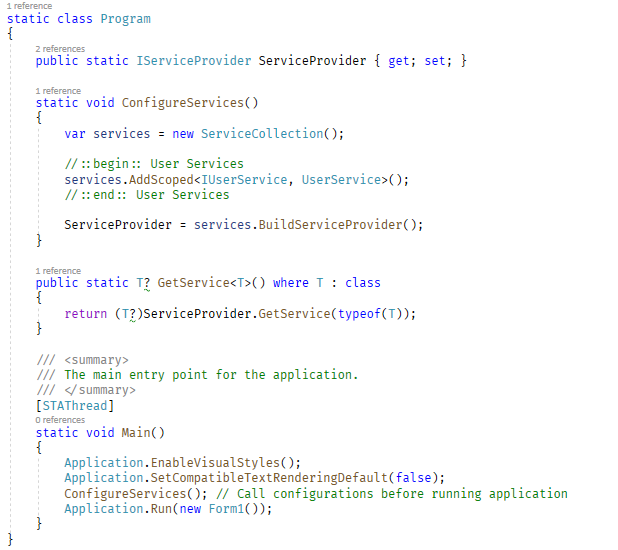 1 reference
static class Program
{
2 references
public static IServiceProvider ServiceProvider { get; set; }
1 reference
static void ConfigureServices()
{
var services = new ServiceCollection();
//::begin:: User Services
services.AddScoped<IUserService, UserService>();
//::end:: User Services
ServiceProvider = services.BuildServiceProvider();
}
1 reference
public static T? GetService<T>() where T : class
{
return (T?)ServiceProvider.GetService(typeof(T));
}
/// <summary>
/// The main entry point for the application.
/// </summary>
[STAThread]
0 references
static void Main()
{
Application.EnableVisualStyles();
Application.SetCompatibleTextRenderingDefault(false);
ConfigureServices(); // Call configurations before running application
Application.Run(new Form1());
}
}